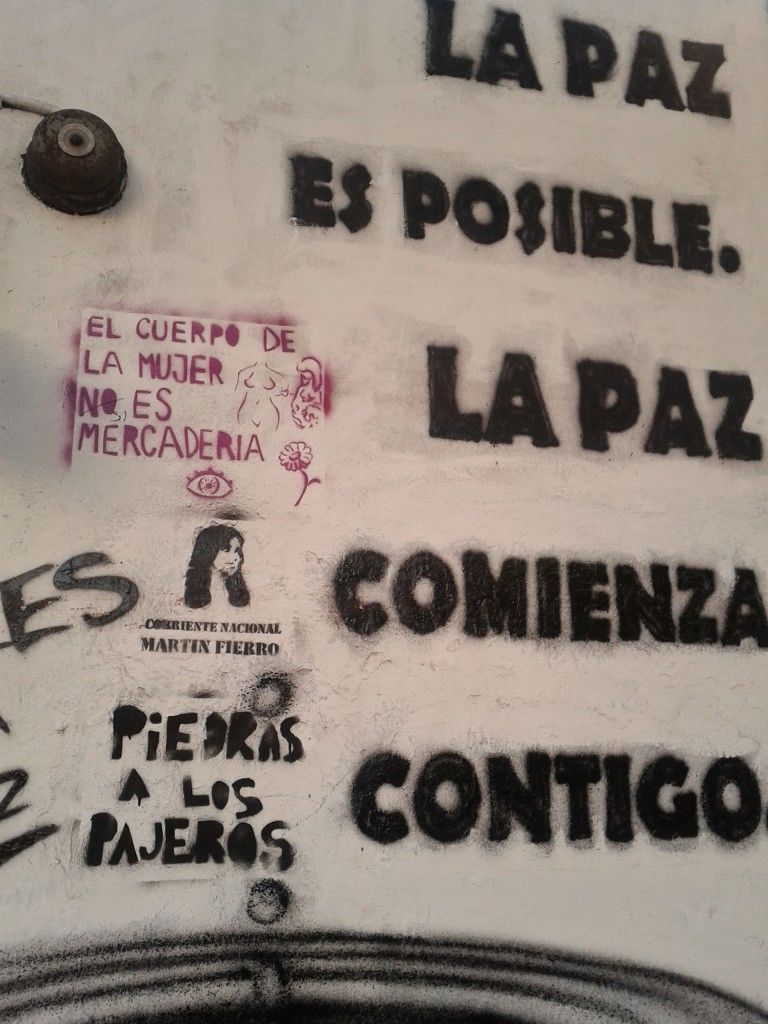 LA PAZ
ES POSIBLE.
LA PAZ
COMIENZA
CONTIGO.
EL CUERPO DE
LA MUJER
NO ES
MERCADERIA
ES
CORRIENTE NACIONAL
MARTIN FIERRO
PIEDRAS
A LOS
PAJEROS